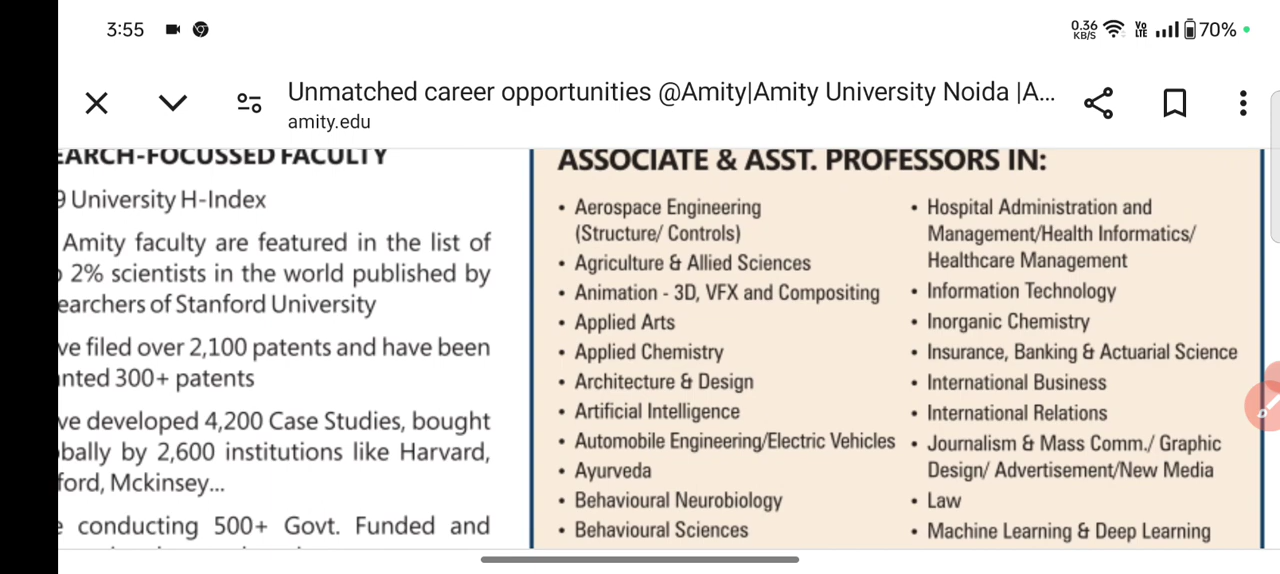 3:55
0.36 KB/S
Vo LTE
70%
Unmatched career opportunities @Amity|Amity University Noida |A...
amity.edu
EARCH-FOCUSSED FACULTY
9 University H-Index
Amity faculty are featured in the list of
2% scientists in the world published by
earchers of Stanford University
ve filed over 2,100 patents and have been
nted 300+ patents
ve developed 4,200 Case Studies, bought
bally by 2,600 institutions like Harvard,
ford, Mckinsey...
conducting 500+ Govt. Funded and
ASSOCIATE & ASST. PROFESSORS IN:
• Aerospace Engineering
(Structure/ Controls)
• Agriculture & Allied Sciences
• Animation - 3D, VFX and Compositing
• Applied Arts
• Applied Chemistry
• Architecture & Design
• Artificial Intelligence
• Automobile Engineering/Electric Vehicles
• Ayurveda
• Behavioural Neurobiology
• Behavioural Sciences
• Hospital Administration and
Management/Health Informatics/
Healthcare Management
• Information Technology
• Inorganic Chemistry
• Insurance, Banking & Actuarial Science
• International Business
• International Relations
• Journalism & Mass Comm./ Graphic
Design/ Advertisement/New Media
• Law
• Machine Learning & Deep Learning